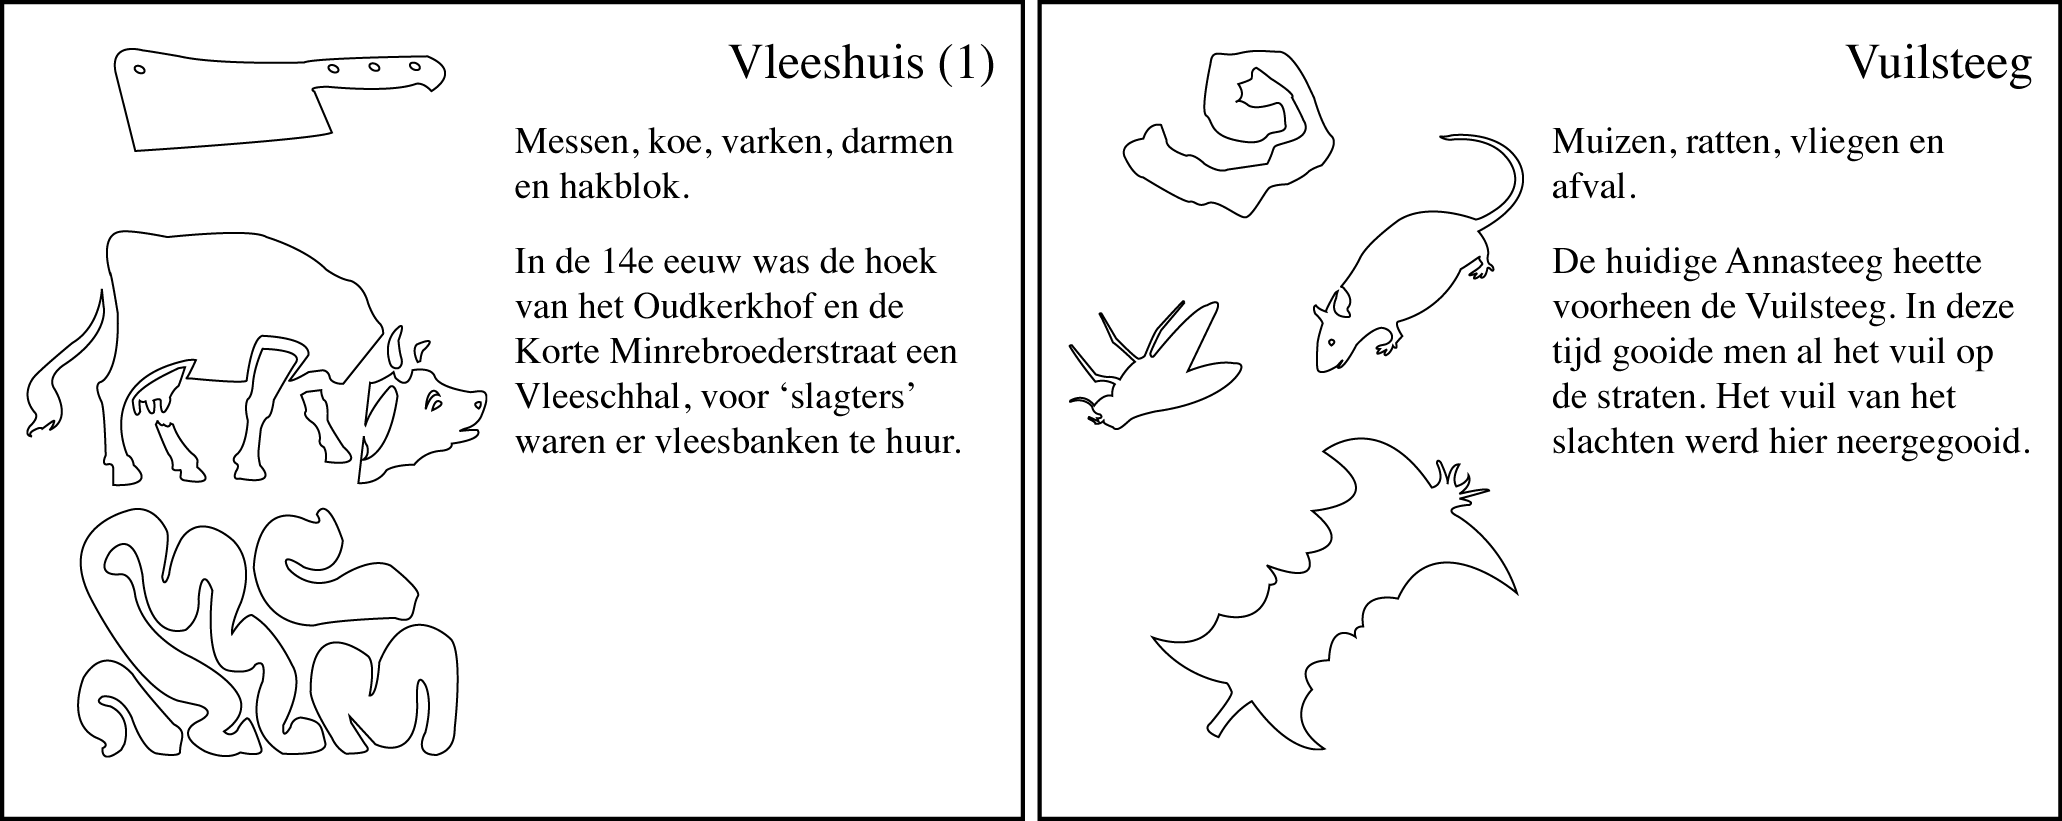 Vleeshuis (1)
Messen, koe, varken, darmen
en hakblok.
In de 14e eeuw was de hoek
van het Oudkerkhof en de
Korte Minrebroederstraat een
Vleeschhal, voor ‘slagters’
waren er vleesbanken te huur.
Vuilsteeg
Muizen, ratten, vliegen en
afval.
De huidige Annasteeg heette
voorheen de Vuilsteeg. In deze
tijd gooide men al het vuil op
de straten. Het vuil van het
slachten werd hier neergegooid.